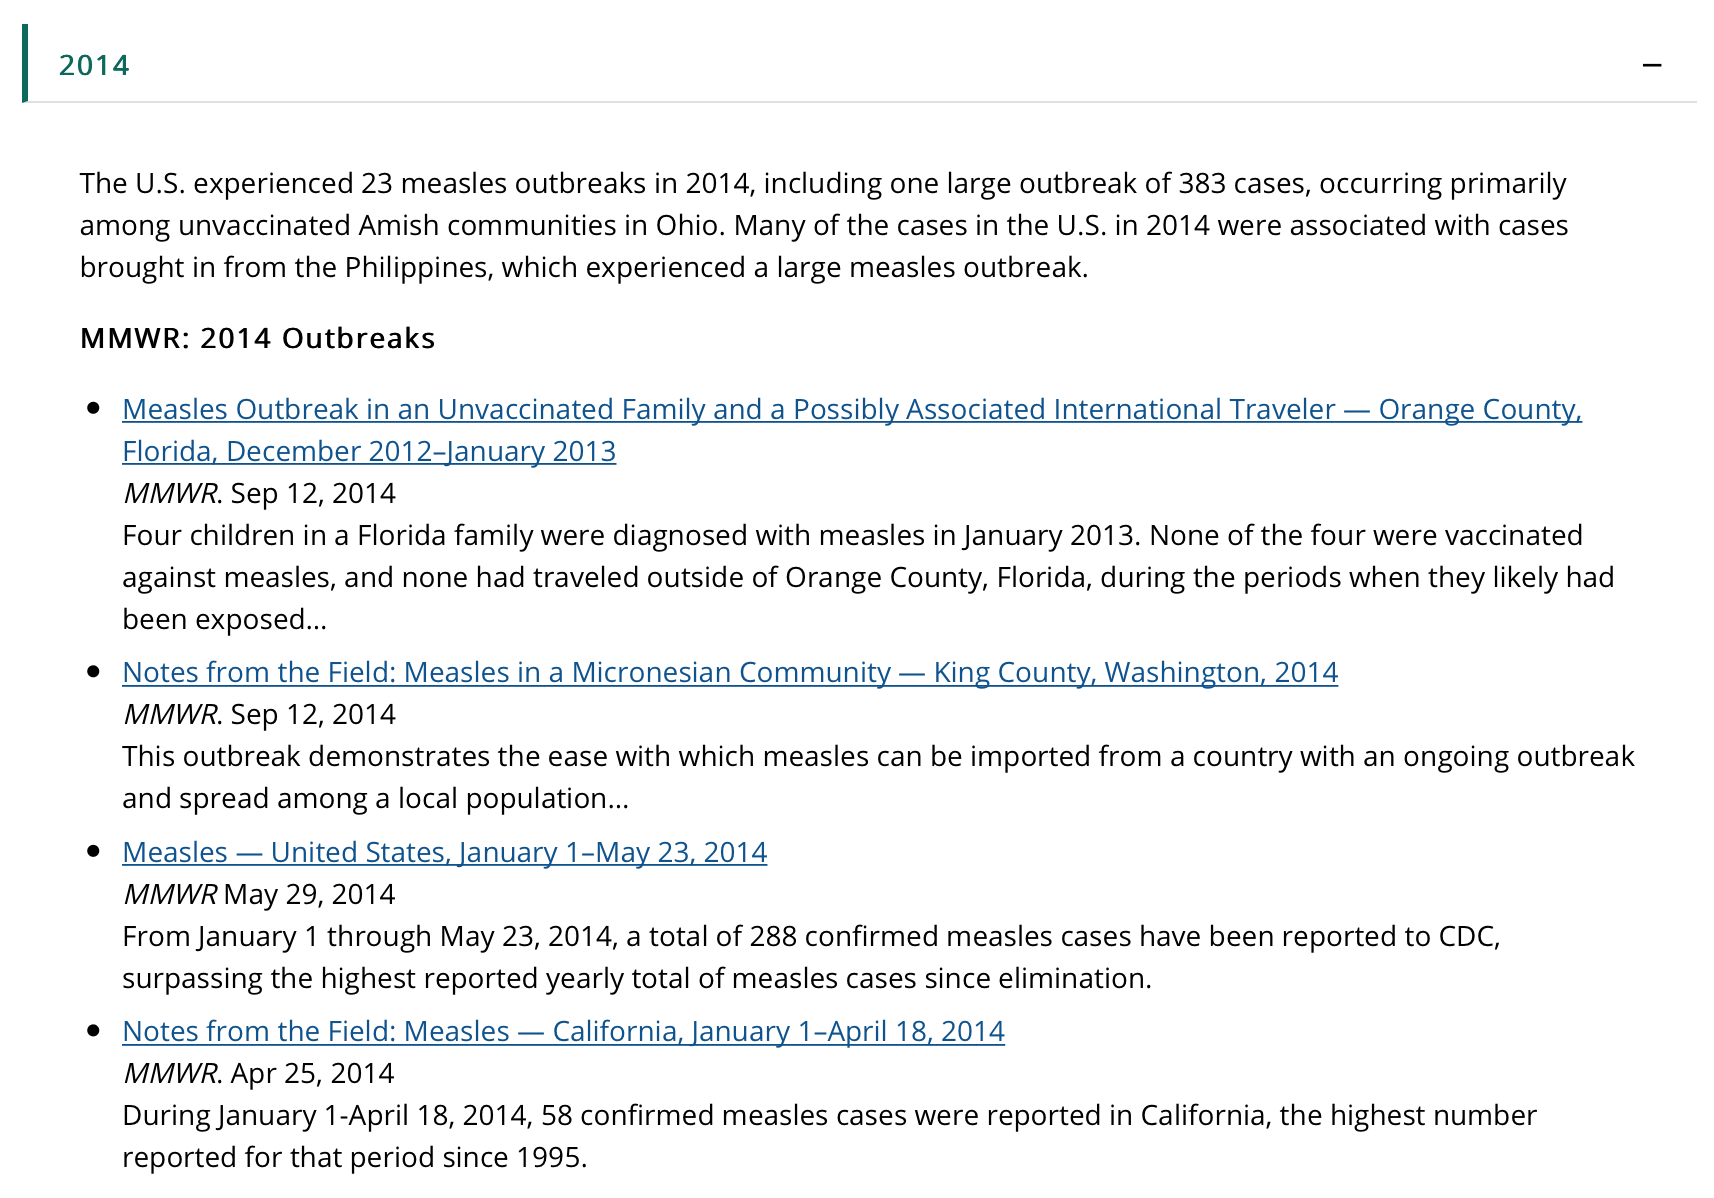 2014
The U.S. experienced 23 measles outbreaks in 2014, including one large outbreak of 383 cases, occurring primarily
among unvaccinated Amish communities in Ohio. Many of the cases in the U.S. in 2014 were associated with cases
brought in from the Philippines, which experienced a large measles outbreak.
MMWR: 2014 Outbreaks
Measles Outbreak in an Unvaccinated Family and a Possibly Associated International Traveler — Orange County,
Florida, December 2012–January 2013
MMWR. Sep 12, 2014
Four children in a Florida family were diagnosed with measles in January 2013. None of the four were vaccinated
against measles, and none had traveled outside of Orange County, Florida, during the periods when they likely had
been exposed...
Notes from the Field: Measles in a Micronesian Community — King County, Washington, 2014
MMWR. Sep 12, 2014
This outbreak demonstrates the ease with which measles can be imported from a country with an ongoing outbreak
and spread among a local population...
Measles — United States, January 1–May 23, 2014
MMWR May 29, 2014
From January 1 through May 23, 2014, a total of 288 confirmed measles cases have been reported to CDC,
surpassing the highest reported yearly total of measles cases since elimination.
Notes from the Field: Measles — California, January 1–April 18, 2014
MMWR. Apr 25, 2014
During January 1-April 18, 2014, 58 confirmed measles cases were reported in California, the highest number
reported for that period since 1995.